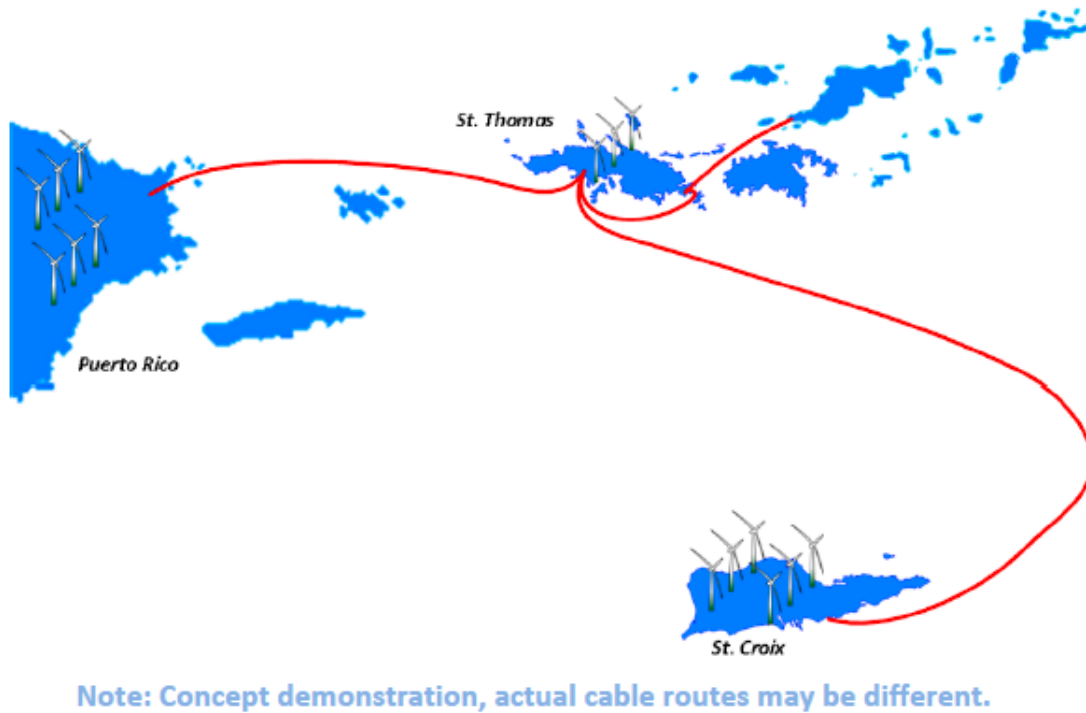 St. Thomas
Puerto Rico
St. Croix
Note: Concept demonstration, actual cable routes may be different.